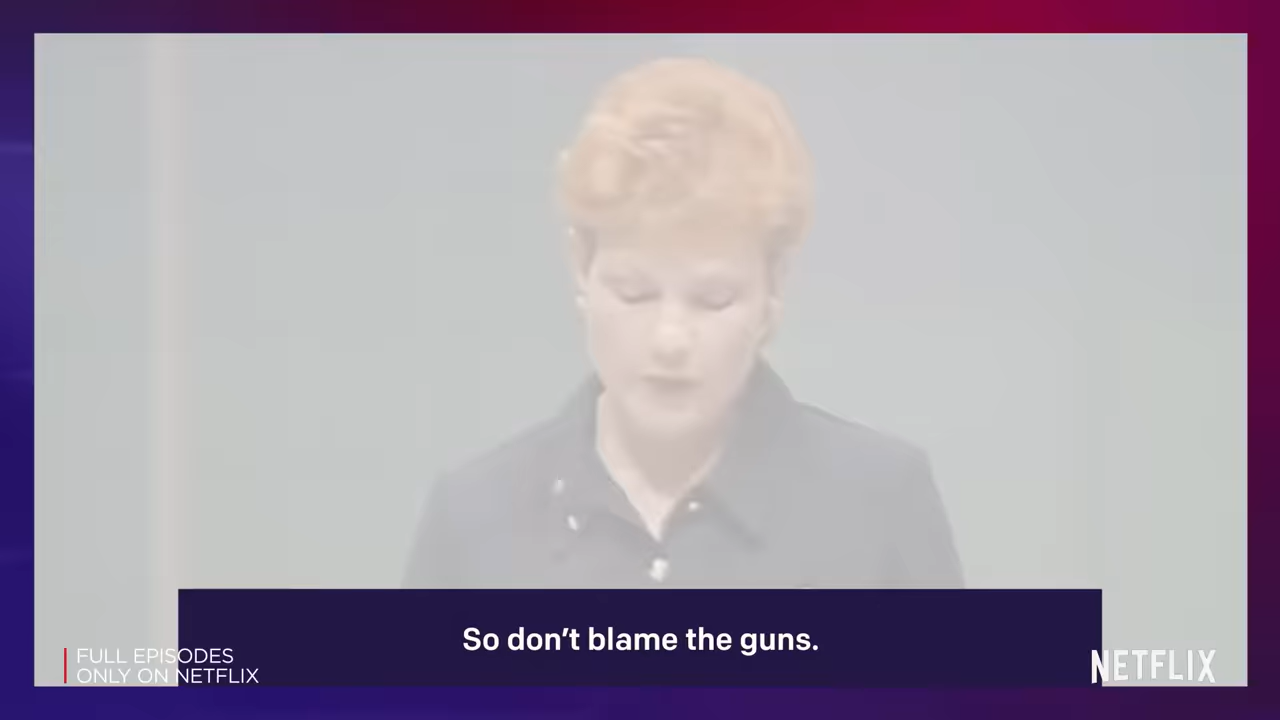 So don't blame the guns.
FULL EPISODES
ONLY ON NETFLIX
NETFLIX